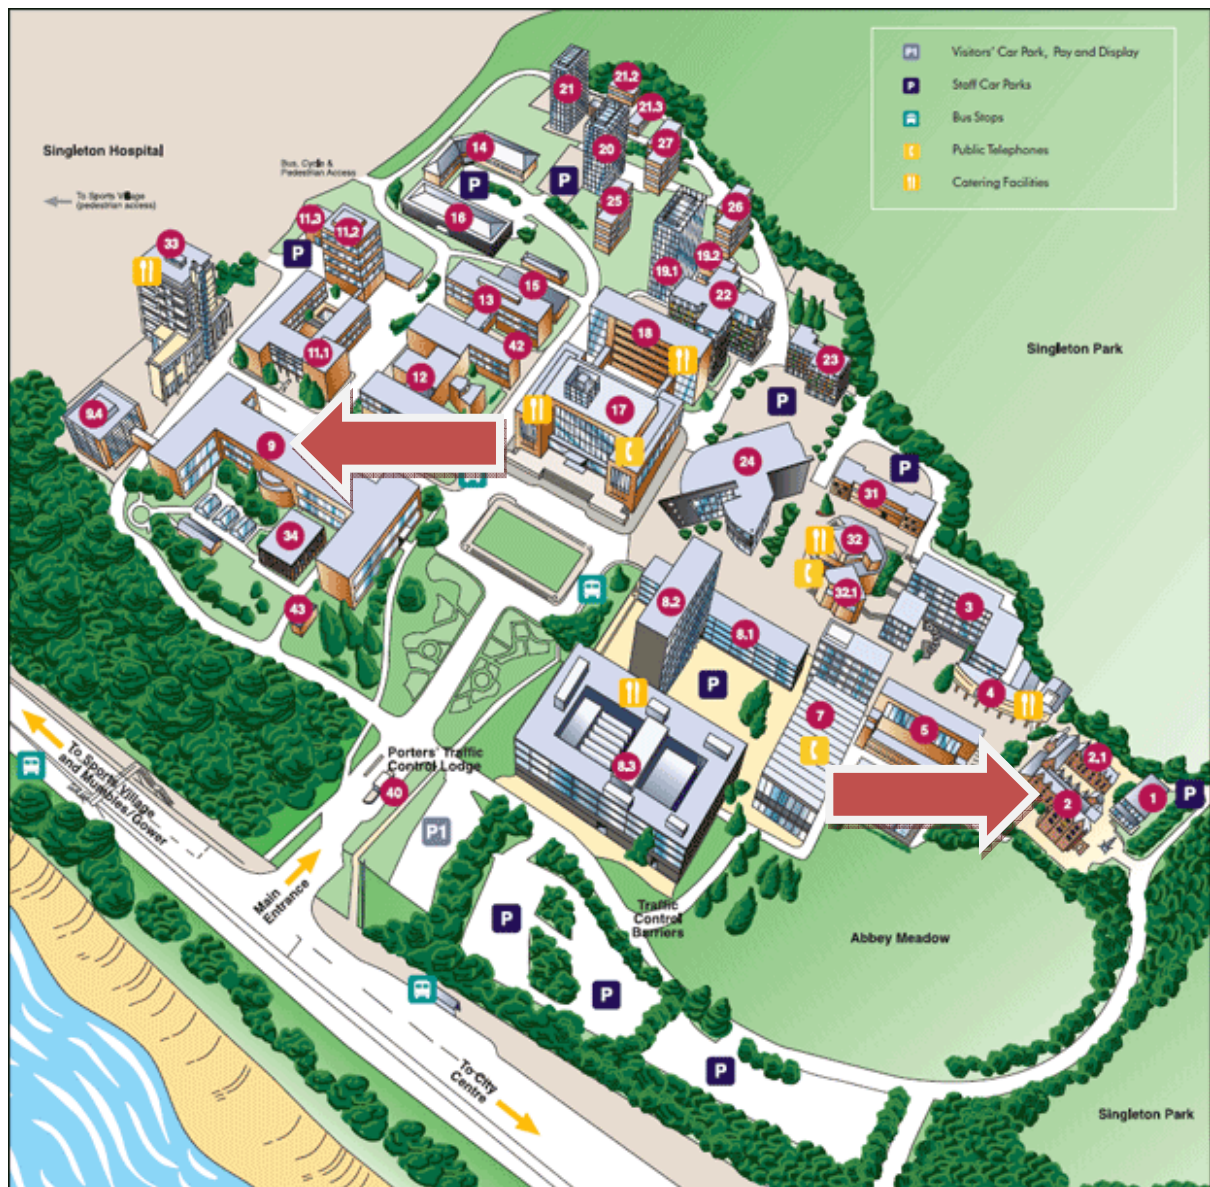 P1 Visitors' Car Park, Pay and Display
P Staff Car Parks
Bus Stops
Public Telephones
Catering Facilities
Singleton Hospital
To Sports Village
(pedestrian access)
Bus, Cycle &
Pedestrian Access
21
21.2
21.3
20
27
14
P
P
25
26
16
11.3
11.2
P
33
19.2
19.1
22
15
13
18
42
11.1
12
23
Singleton Park
9.4
17
P
9
24
P
31
34
32
32.1
43
8.2
8.1
3
P
4
7
5
8.3
2.1
2
1
P
Porters' Traffic
Control Lodge
40
P1
To Sports Village
and Mumbles/Gower
Main
Entrance
P
Traffic
Control
Barriers
Abbey Meadow
P
P
To City
Centre
Singleton Park